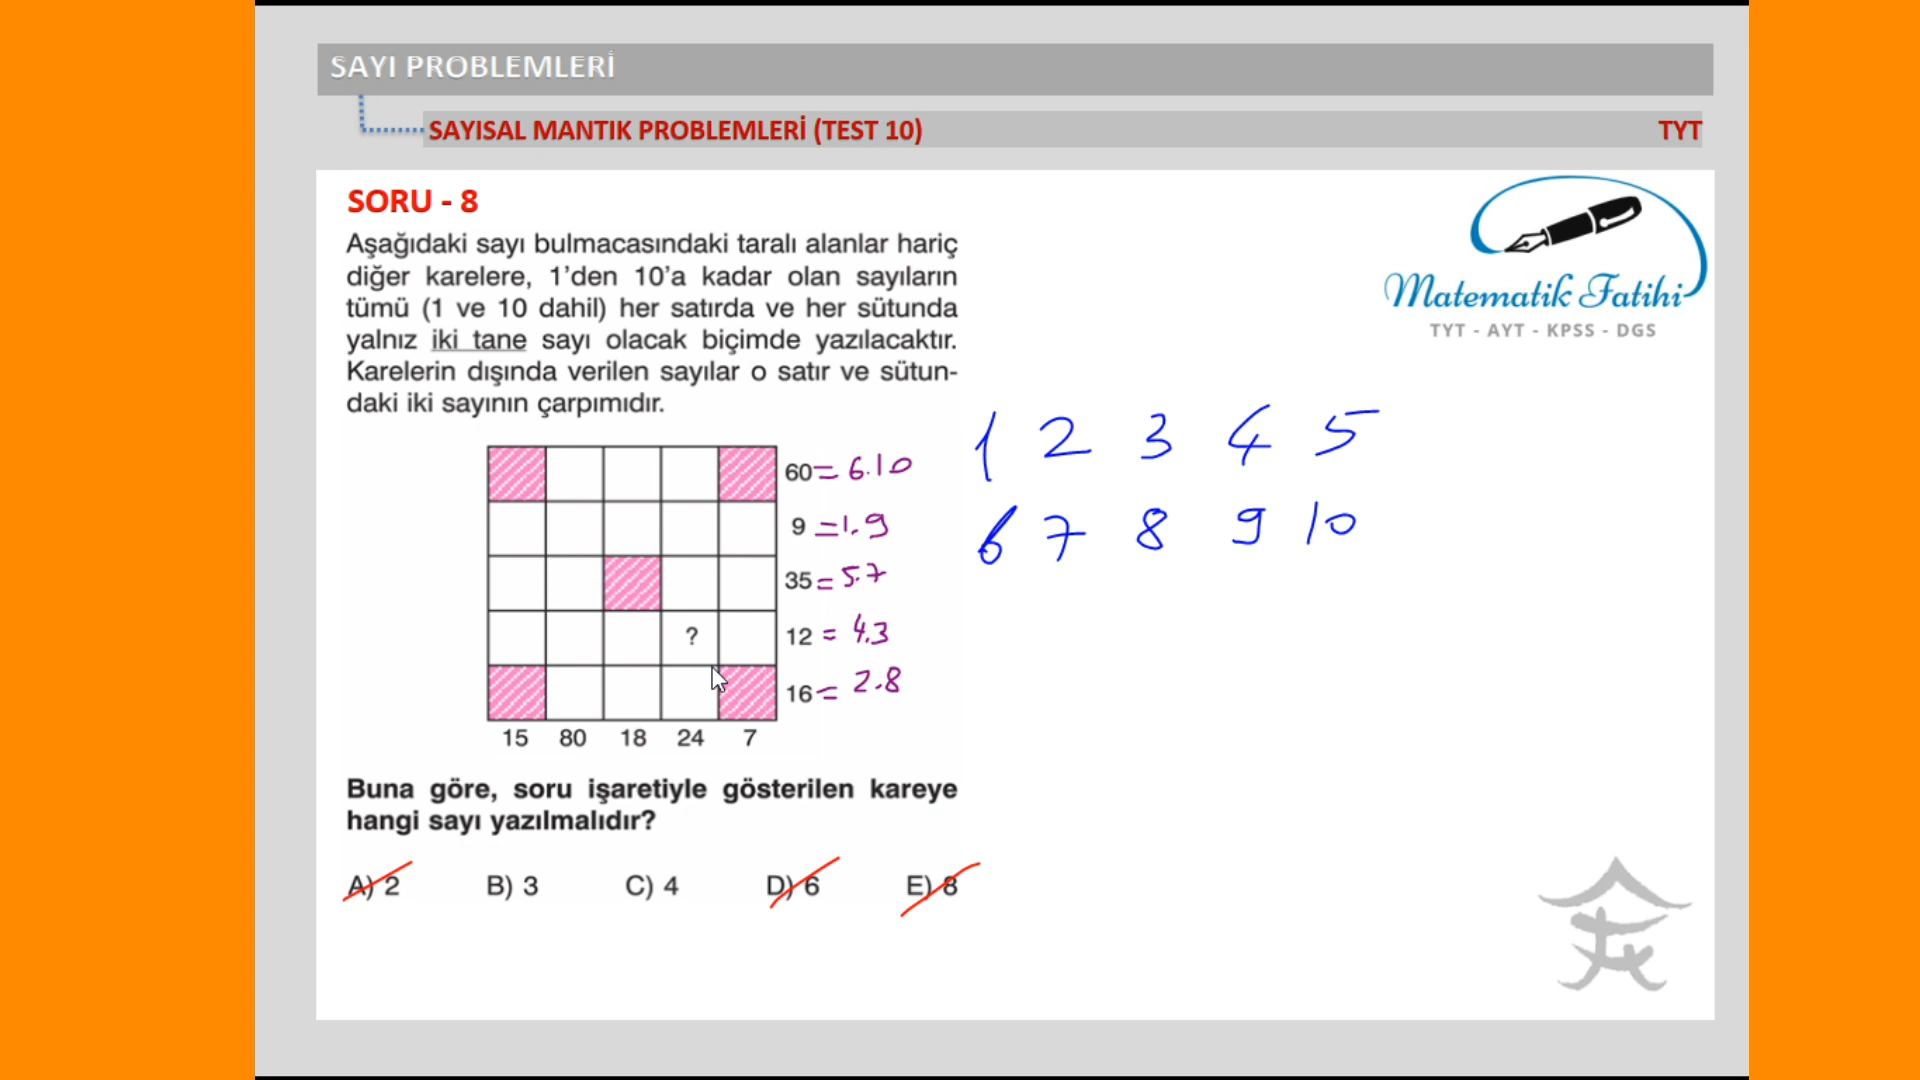 SAYI PROBLEMLERİ
SAYISAL MANTIK PROBLEMLERİ (TEST 10) TYT
SORU - 8
Aşağıdaki sayı bulmacasındaki taralı alanlar hariç
diğer karelere, 1’den 10’a kadar olan sayıların
tümü (1 ve 10 dahil) her satırda ve her sütunda
yalnız iki tane sayı olacak biçimde yazılacaktır.
Karelerin dışında verilen sayılar o satır ve sütun-
daki iki sayının çarpımıdır.
Matematik Fatihi
TYT - AYT - KPSS - DGS
1 2 3 4 5
6 7 8 9 10
60 = 6.10
9 = 1.9
35 = 5.7
? 12 = 4.3
16 = 2.8
15 80 18 24 7
Buna göre, soru işaretiyle gösterilen kareye
hangi sayı yazılmalıdır?
A) 2 B) 3 C) 4 D) 6 E) 8